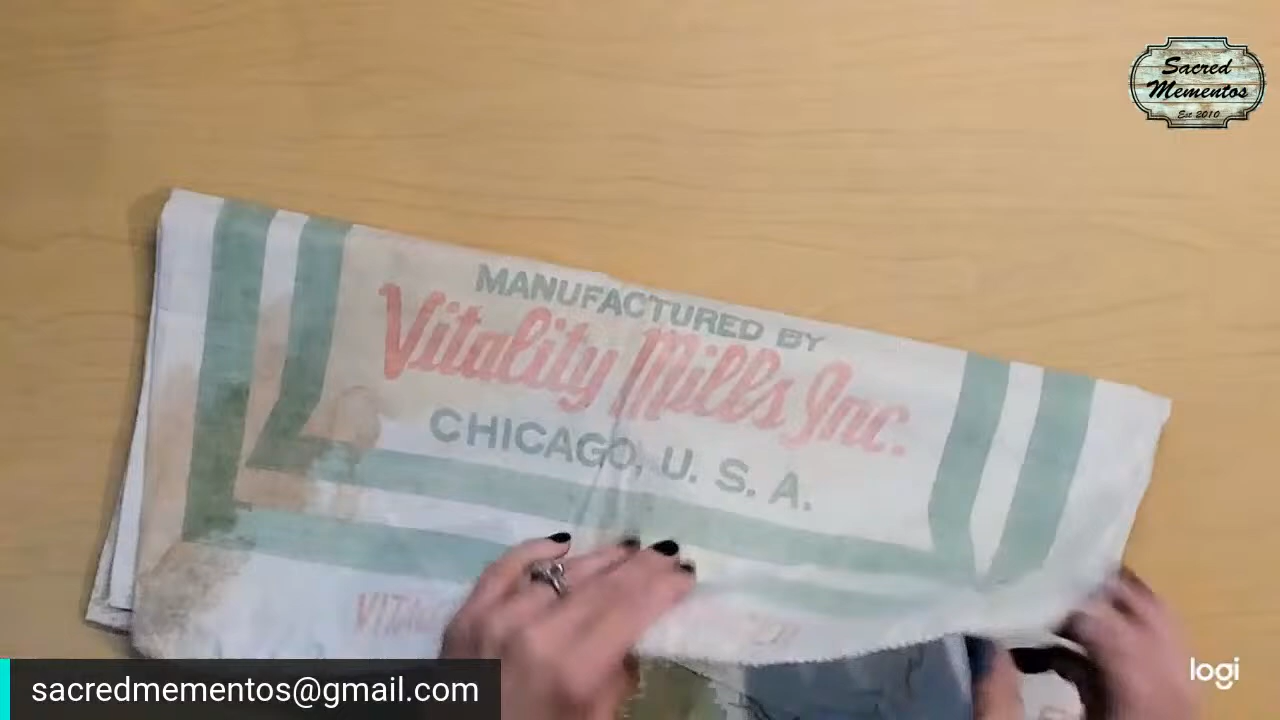 Sacred
Mementos
Est 2010
MANUFACTURED BY
Vitality Mills Inc.
CHICAGO, U. S. A.
sacredmementos@gmail.com
logi